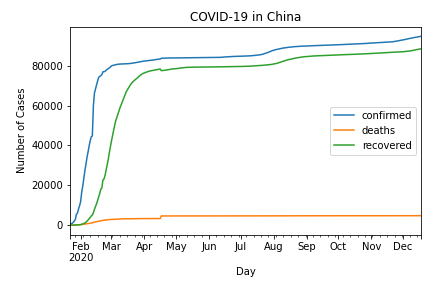 COVID-19 in China
Number of Cases
80000
60000
40000
20000
0
confirmed
deaths
recovered
Feb Mar Apr May Jun Jul Aug Sep Oct Nov Dec
2020
Day